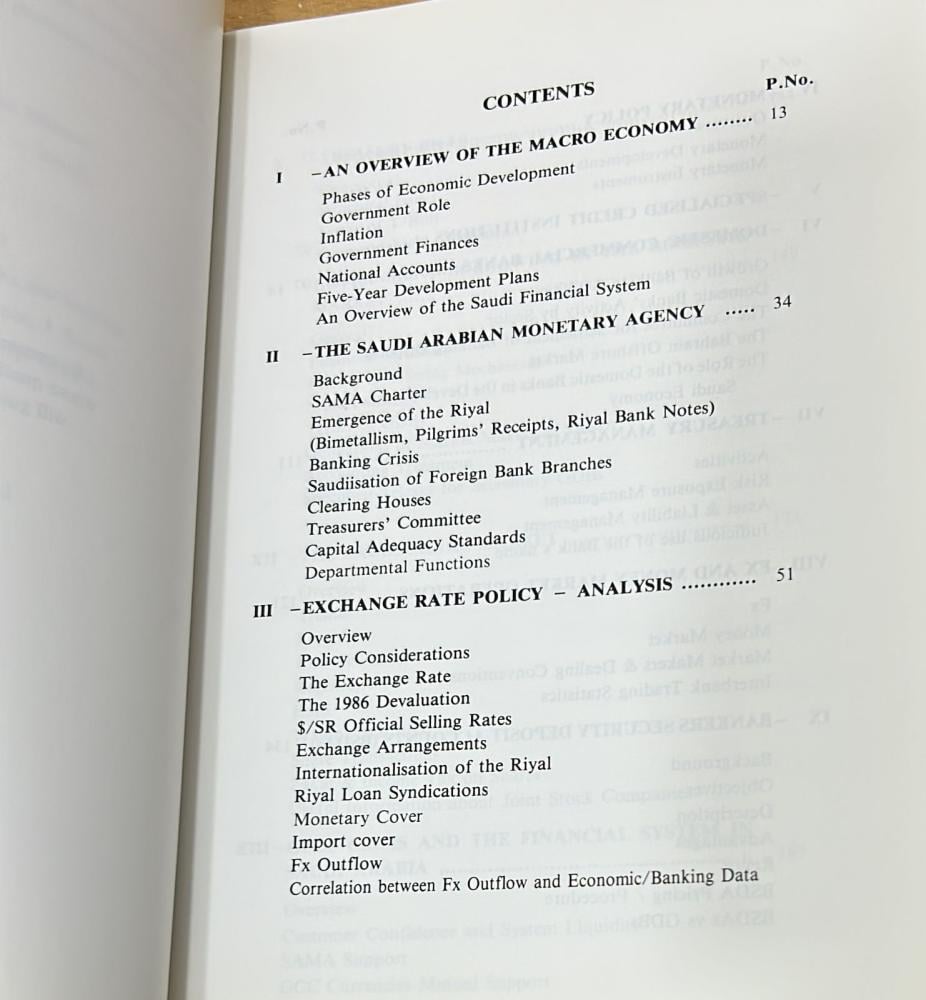 CONTENTS
P.No.
I –AN OVERVIEW OF THE MACRO ECONOMY ........ 13
Phases of Economic Development
Government Role
Inflation
Government Finances
National Accounts
Five-Year Development Plans
An Overview of the Saudi Financial System
II –THE SAUDI ARABIAN MONETARY AGENCY ..... 34
Background
SAMA Charter
Emergence of the Riyal
(Bimetallism, Pilgrims' Receipts, Riyal Bank Notes)
Banking Crisis
Saudiisation of Foreign Bank Branches
Clearing Houses
Treasurers' Committee
Capital Adequacy Standards
Departmental Functions
III –EXCHANGE RATE POLICY – ANALYSIS ............ 51
Overview
Policy Considerations
The Exchange Rate
The 1986 Devaluation
$/SR Official Selling Rates
Exchange Arrangements
Internationalisation of the Riyal
Riyal Loan Syndications
Monetary Cover
Import cover
Fx Outflow
Correlation between Fx Outflow and Economic/Banking Data